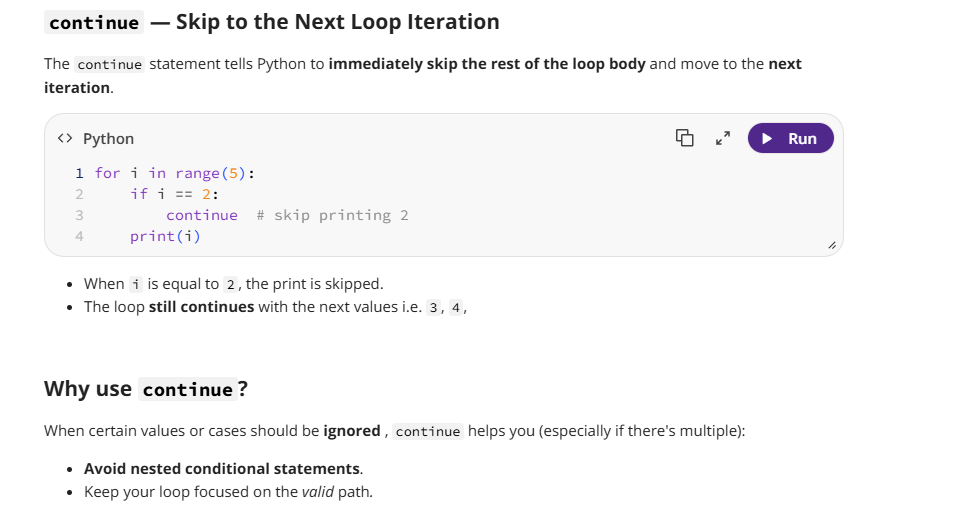 continue — Skip to the Next Loop Iteration
The continue statement tells Python to immediately skip the rest of the loop body and move to the next
iteration.
<> Python Run
1 for i in range(5):
2     if i == 2:
3         continue  # skip printing 2
4     print(i)
• When i is equal to 2, the print is skipped.
• The loop still continues with the next values i.e. 3, 4,
Why use continue?
When certain values or cases should be ignored , continue helps you (especially if there's multiple):
• Avoid nested conditional statements.
• Keep your loop focused on the valid path.